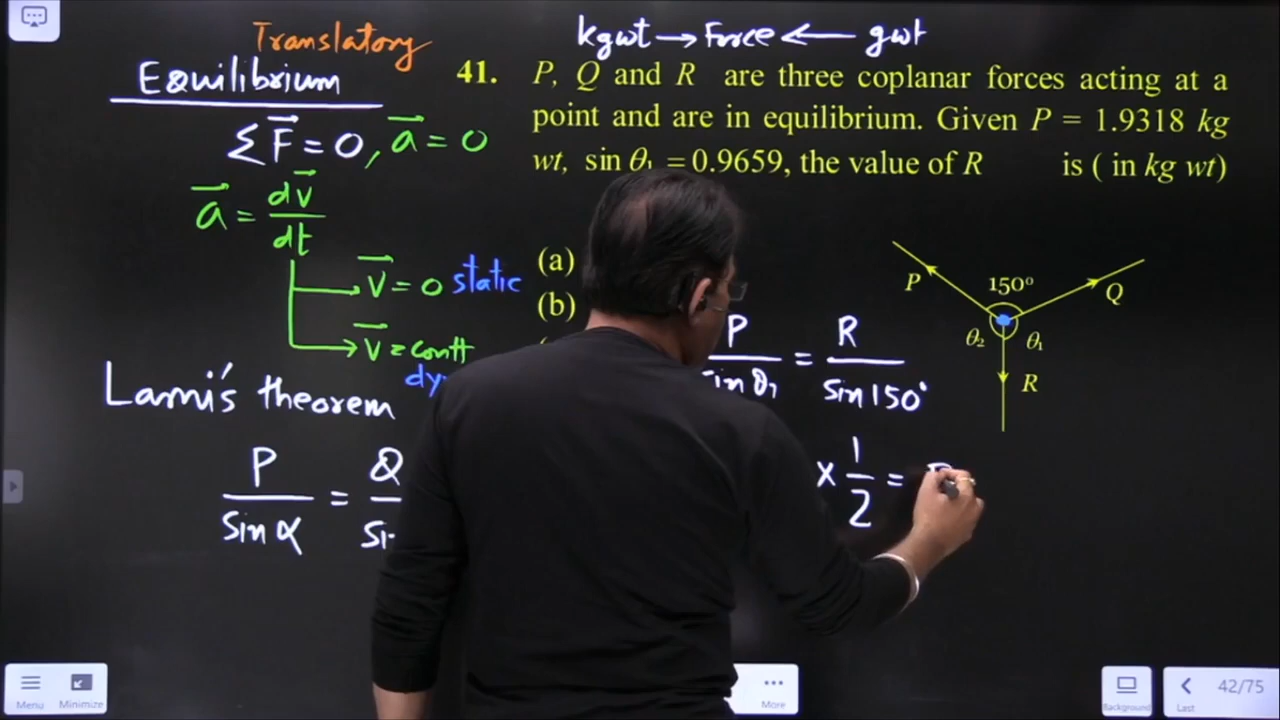 Translatory
Equilibrium
ΣF⃗ = 0, a⃗ = 0
a⃗ = dv⃗/dt
v⃗ = 0 static
v⃗ = constt
Lami's theorem
P/Sin α = Q/
kgwt → Force ← gwt
41. P, Q and R are three coplanar forces acting at a
point and are in equilibrium. Given P = 1.9318 kg
wt, sin θ₁ = 0.9659, the value of R is ( in kg wt)
(a)
(b)
P/sin θ₁ = R/Sin 150°
× 1/2 =
P
150°
Q
θ₂
θ₁
R
Menu
Minimize
More
Background
Last
42/75